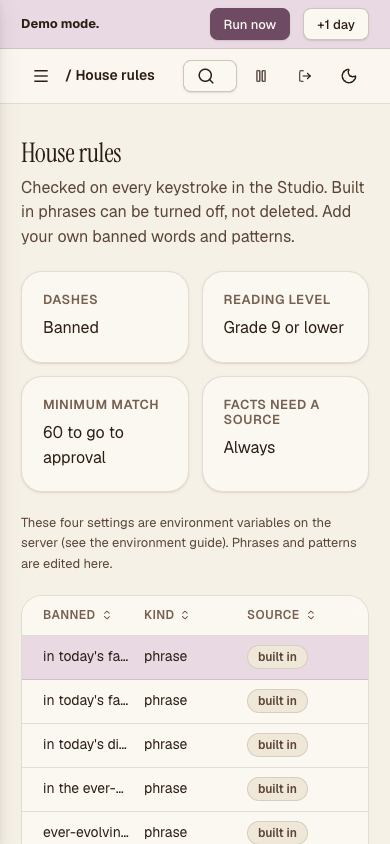 Demo mode.
Run now
+1 day
/ House rules
House rules
Checked on every keystroke in the Studio. Built
in phrases can be turned off, not deleted. Add
your own banned words and patterns.
DASHES
Banned
READING LEVEL
Grade 9 or lower
MINIMUM MATCH
60 to go to
approval
FACTS NEED A
SOURCE
Always
These four settings are environment variables on the
server (see the environment guide). Phrases and patterns
are edited here.
BANNED KIND SOURCE
in today's fa... phrase built in
in today's fa... phrase built in
in today's di... phrase built in
in the ever-... phrase built in
ever-evolvin... phrase built in